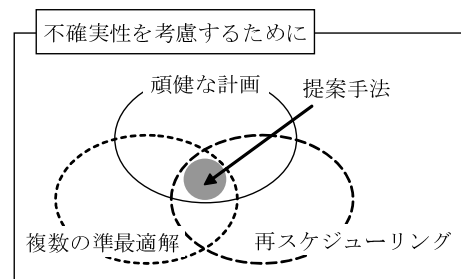 不確実性を考慮するために
頑健な計画
提案手法
複数の準最適解
再スケジューリング